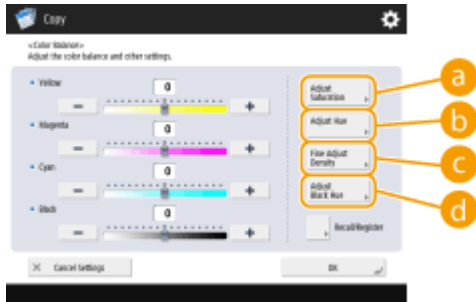 Copy
<Color Balance>
Adjust the color balance and other settings.
Yellow
0
Adjust
Saturation
a
Magenta
0
Adjust Hue
b
Cyan
0
Fine Adjust
Density
c
Black
0
Adjust
Black Hue
d
Recall/Register
Cancel Settings
OK